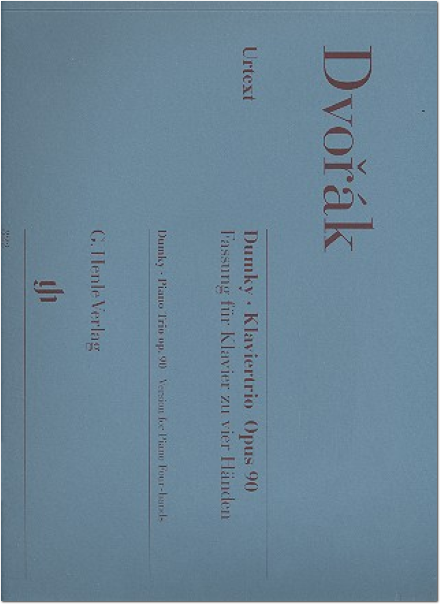 Dvořák
Urtext
Dumky · Klaviertrio Opus 90
Fassung für Klavier zu vier Händen
Dumky · Piano Trio op. 90 Version for Piano Four-hands
G. Henle Verlag